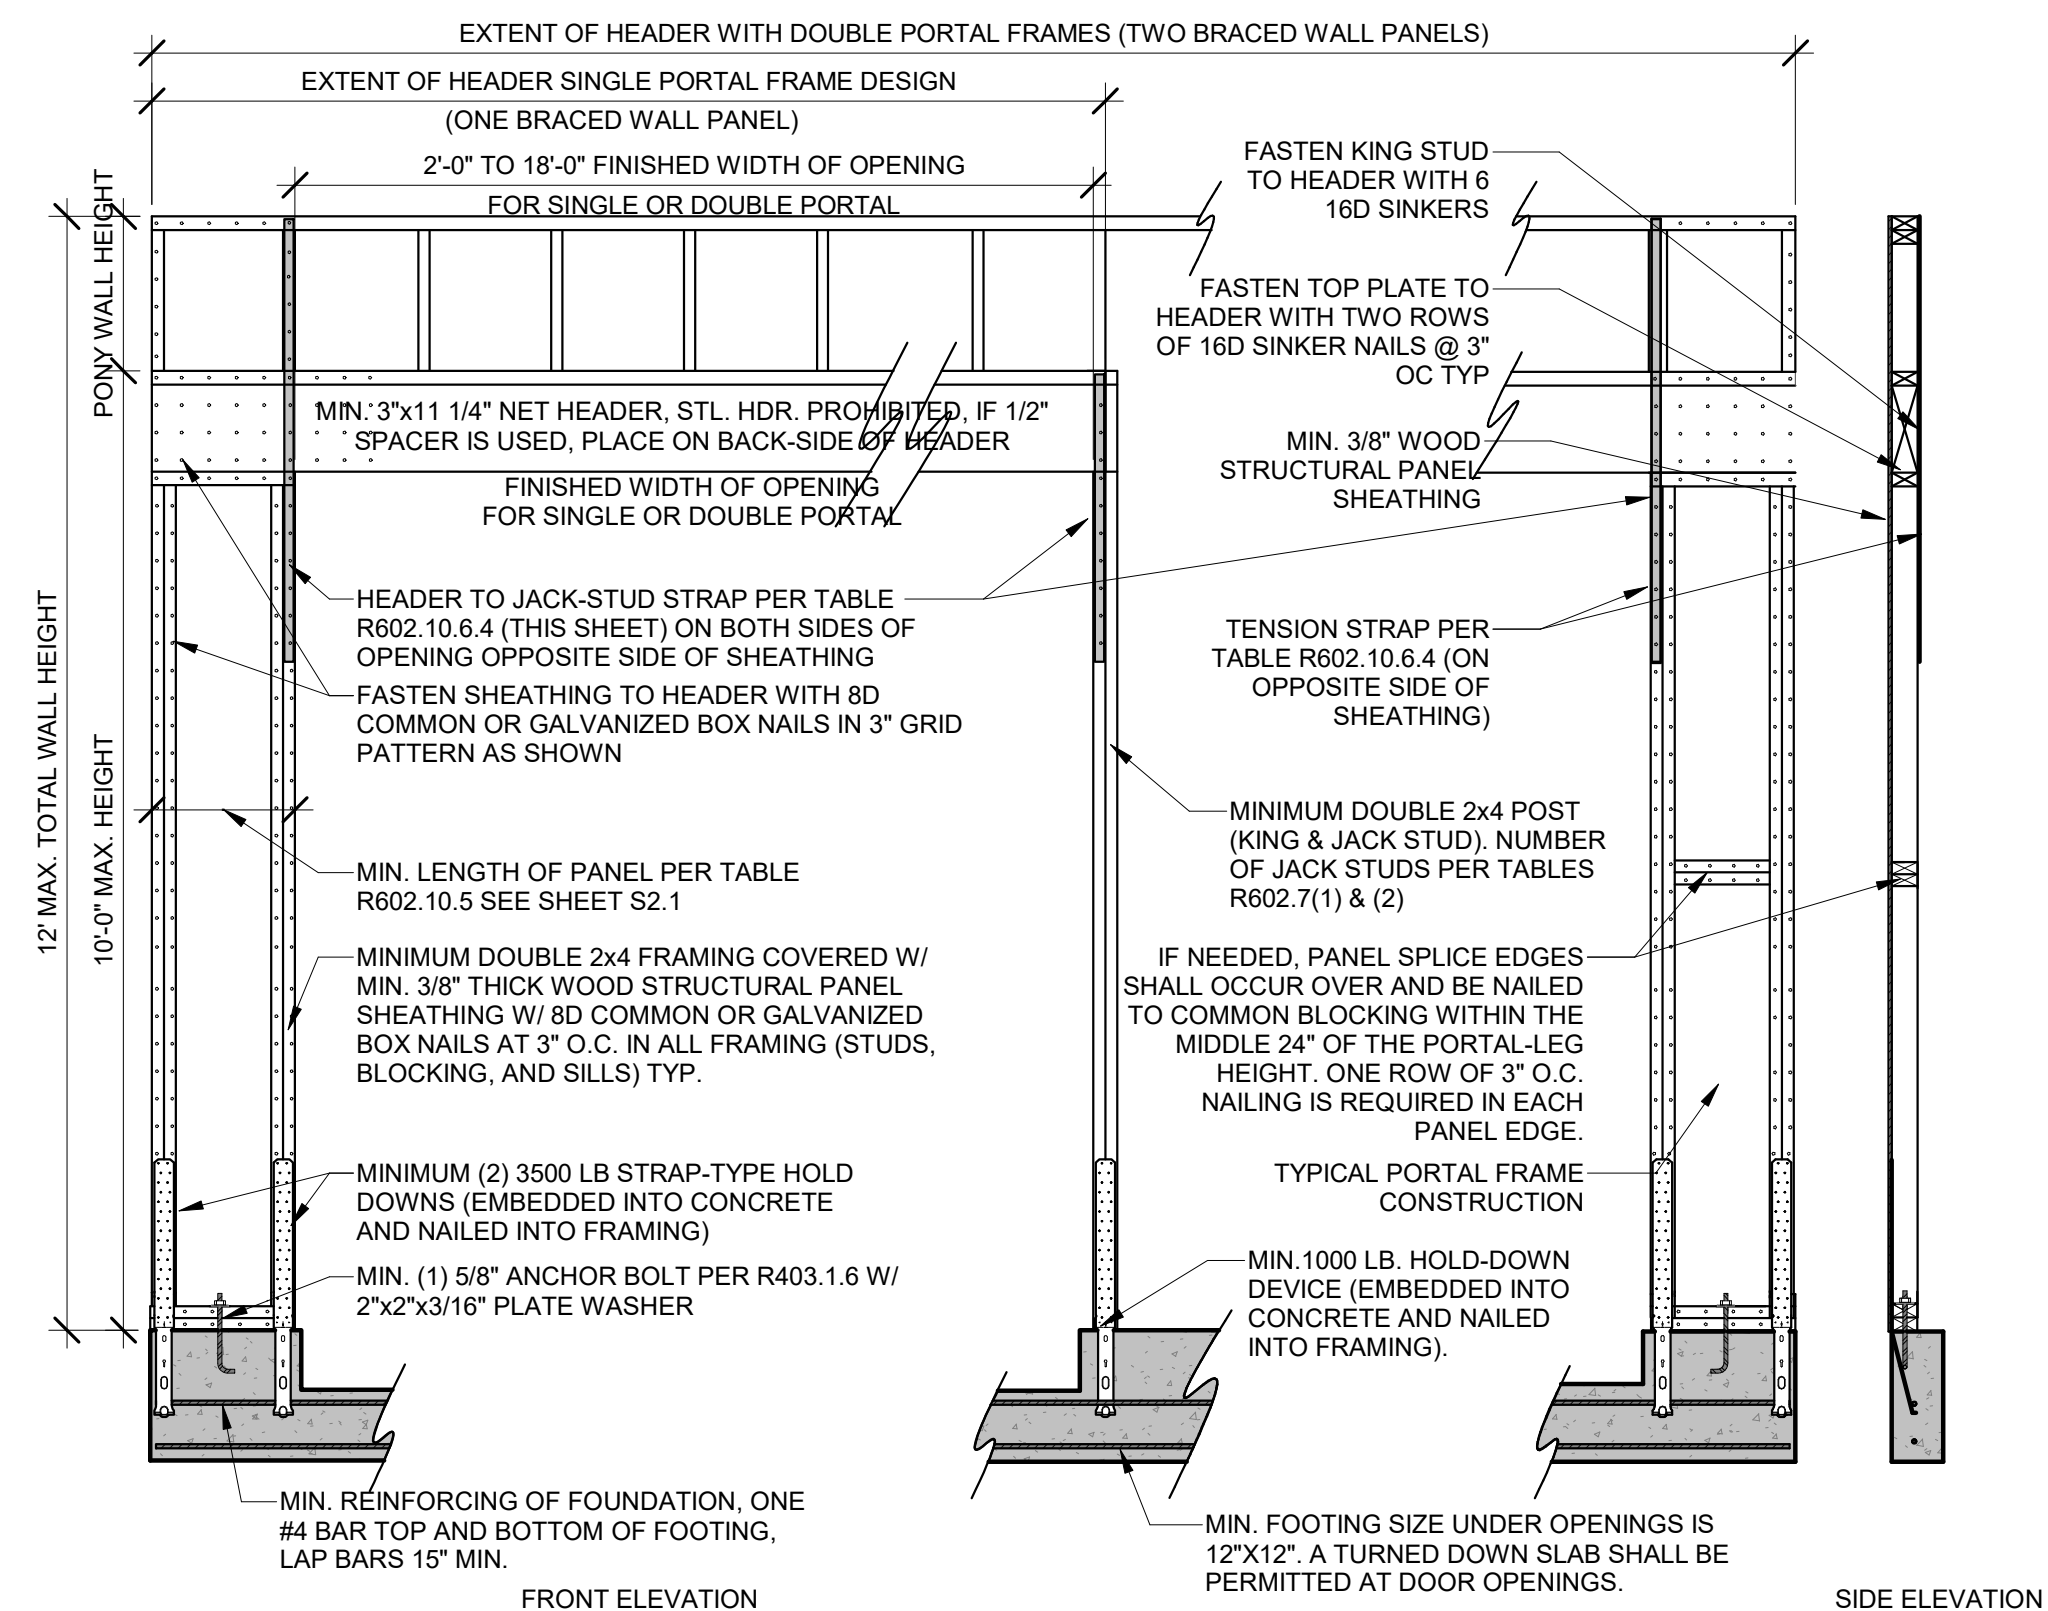 EXTENT OF HEADER WITH DOUBLE PORTAL FRAMES (TWO BRACED WALL PANELS)
EXTENT OF HEADER SINGLE PORTAL FRAME DESIGN
(ONE BRACED WALL PANEL)
2'-0" TO 18'-0" FINISHED WIDTH OF OPENING
FOR SINGLE OR DOUBLE PORTAL
FASTEN KING STUD
TO HEADER WITH 6
16D SINKERS
FASTEN TOP PLATE TO
HEADER WITH TWO ROWS
OF 16D SINKER NAILS @ 3"
OC TYP
PONY WALL HEIGHT
12' MAX. TOTAL WALL HEIGHT
10'-0" MAX. HEIGHT
MIN. 3"x11 1/4" NET HEADER, STL. HDR. PROHIBITED, IF 1/2"
SPACER IS USED, PLACE ON BACK-SIDE OF HEADER
FINISHED WIDTH OF OPENING
FOR SINGLE OR DOUBLE PORTAL
MIN. 3/8" WOOD
STRUCTURAL PANEL
SHEATHING
HEADER TO JACK-STUD STRAP PER TABLE
R602.10.6.4 (THIS SHEET) ON BOTH SIDES OF
OPENING OPPOSITE SIDE OF SHEATHING
TENSION STRAP PER
TABLE R602.10.6.4 (ON
OPPOSITE SIDE OF
SHEATHING)
FASTEN SHEATHING TO HEADER WITH 8D
COMMON OR GALVANIZED BOX NAILS IN 3" GRID
PATTERN AS SHOWN
MINIMUM DOUBLE 2x4 POST
(KING & JACK STUD). NUMBER
OF JACK STUDS PER TABLES
R602.7(1) & (2)
MIN. LENGTH OF PANEL PER TABLE
R602.10.5 SEE SHEET S2.1
MINIMUM DOUBLE 2x4 FRAMING COVERED W/
MIN. 3/8" THICK WOOD STRUCTURAL PANEL
SHEATHING W/ 8D COMMON OR GALVANIZED
BOX NAILS AT 3" O.C. IN ALL FRAMING (STUDS,
BLOCKING, AND SILLS) TYP.
IF NEEDED, PANEL SPLICE EDGES
SHALL OCCUR OVER AND BE NAILED
TO COMMON BLOCKING WITHIN THE
MIDDLE 24" OF THE PORTAL-LEG
HEIGHT. ONE ROW OF 3" O.C.
NAILING IS REQUIRED IN EACH
PANEL EDGE.
MINIMUM (2) 3500 LB STRAP-TYPE HOLD
DOWNS (EMBEDDED INTO CONCRETE
AND NAILED INTO FRAMING)
TYPICAL PORTAL FRAME
CONSTRUCTION
MIN. (1) 5/8" ANCHOR BOLT PER R403.1.6 W/
2"x2"x3/16" PLATE WASHER
MIN.1000 LB. HOLD-DOWN
DEVICE (EMBEDDED INTO
CONCRETE AND NAILED
INTO FRAMING).
MIN. REINFORCING OF FOUNDATION, ONE
#4 BAR TOP AND BOTTOM OF FOOTING,
LAP BARS 15" MIN.
MIN. FOOTING SIZE UNDER OPENINGS IS
12"X12". A TURNED DOWN SLAB SHALL BE
PERMITTED AT DOOR OPENINGS.
FRONT ELEVATION
SIDE ELEVATION